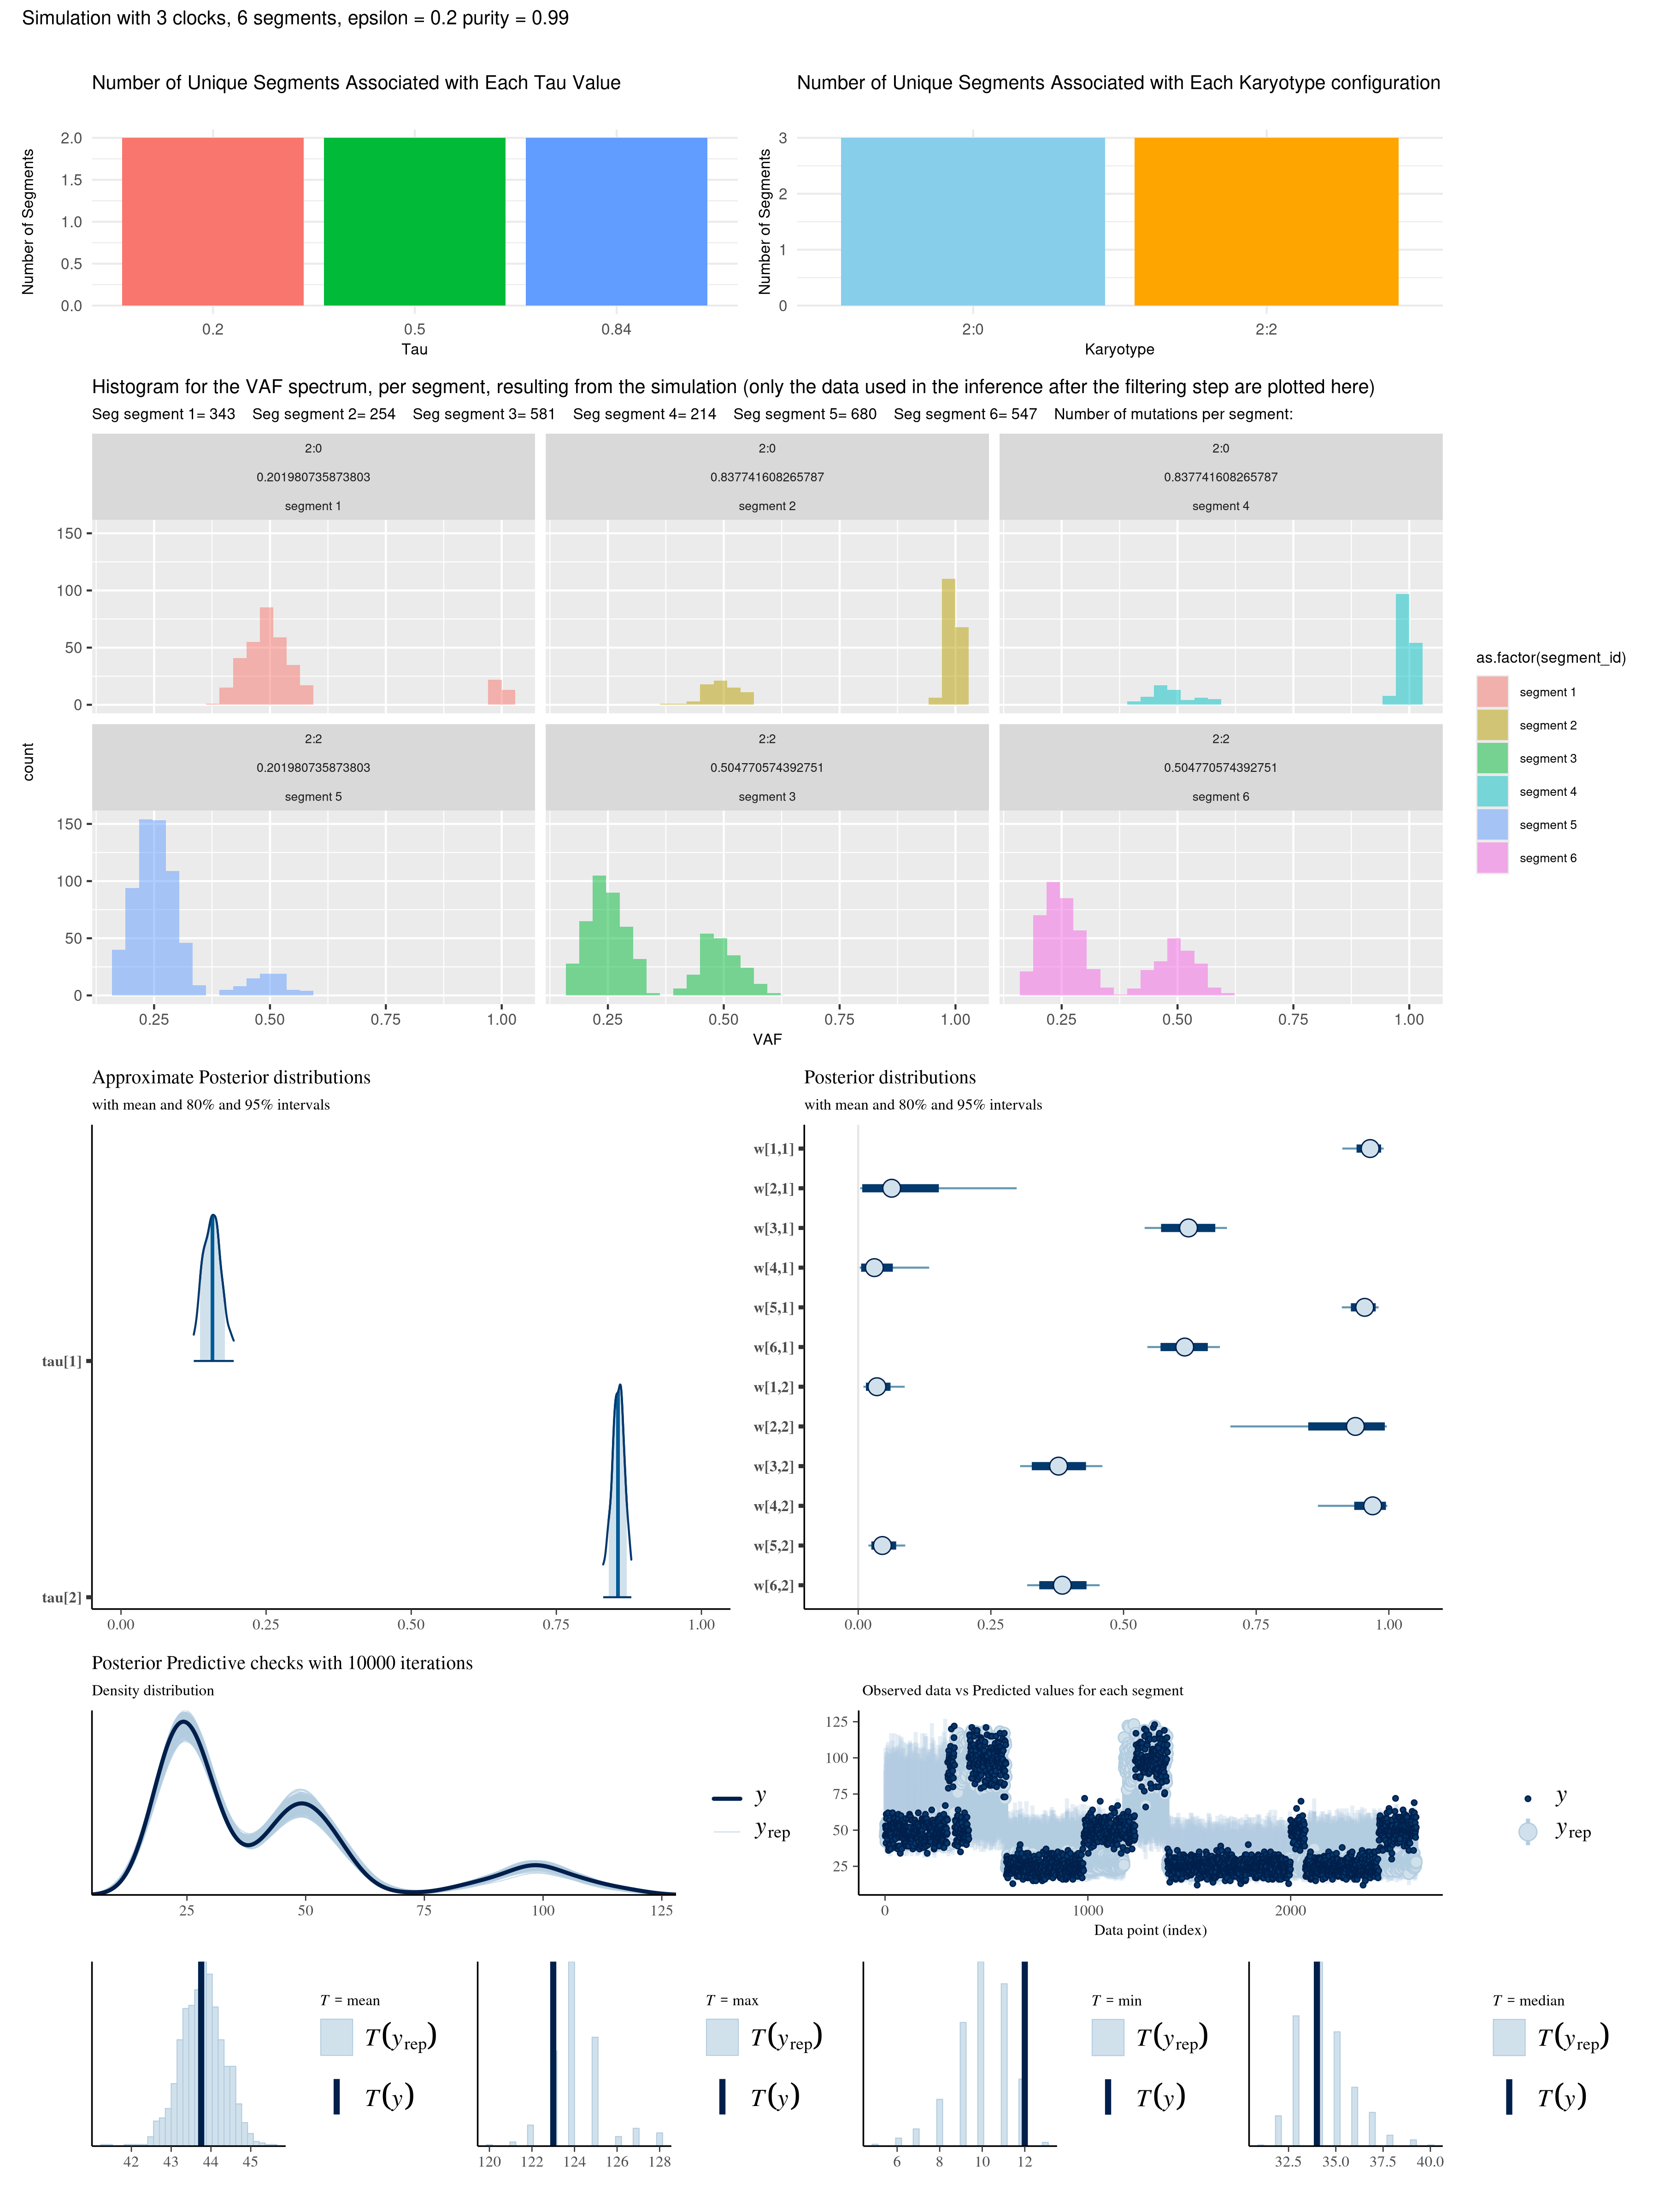 Simulation with 3 clocks, 6 segments, epsilon = 0.2 purity = 0.99
Number of Unique Segments Associated with Each Tau Value
Number of Segments
2.0
1.5
1.0
0.5
0.0
0.2 0.5 0.84
Tau
Number of Unique Segments Associated with Each Karyotype configuration
Number of Segments
3
2
1
0
2:0 2:2
Karyotype
Histogram for the VAF spectrum, per segment, resulting from the simulation (only the data used in the inference after the filtering step are plotted here)
Seg segment 1= 343 Seg segment 2= 254 Seg segment 3= 581 Seg segment 4= 214 Seg segment 5= 680 Seg segment 6= 547 Number of mutations per segment:
2:0 2:0 2:0
0.201980735873803 0.837741608265787 0.837741608265787
segment 1 segment 2 segment 4
150
100
50
0
2:2 2:2 2:2
0.201980735873803 0.504770574392751 0.504770574392751
segment 5 segment 3 segment 6
150
100
50
0
count
0.25 0.50 0.75 1.00 0.25 0.50 0.75 1.00 0.25 0.50 0.75 1.00
VAF
as.factor(segment_id)
segment 1
segment 2
segment 3
segment 4
segment 5
segment 6
Approximate Posterior distributions
with mean and 80% and 95% intervals
tau[1]
tau[2]
0.00 0.25 0.50 0.75 1.00
Posterior distributions
with mean and 80% and 95% intervals
w[1,1]
w[2,1]
w[3,1]
w[4,1]
w[5,1]
w[6,1]
w[1,2]
w[2,2]
w[3,2]
w[4,2]
w[5,2]
w[6,2]
0.00 0.25 0.50 0.75 1.00
Posterior Predictive checks with 10000 iterations
Density distribution
25 50 75 100 125
y
yrep
Observed data vs Predicted values for each segment
125
100
75
50
25
0 1000 2000
Data point (index)
y
yrep
42 43 44 45
T = mean
T(yrep)
T(y)
120 122 124 126 128
T = max
T(yrep)
T(y)
6 8 10 12
T = min
T(yrep)
T(y)
32.5 35.0 37.5 40.0
T = median
T(yrep)
T(y)